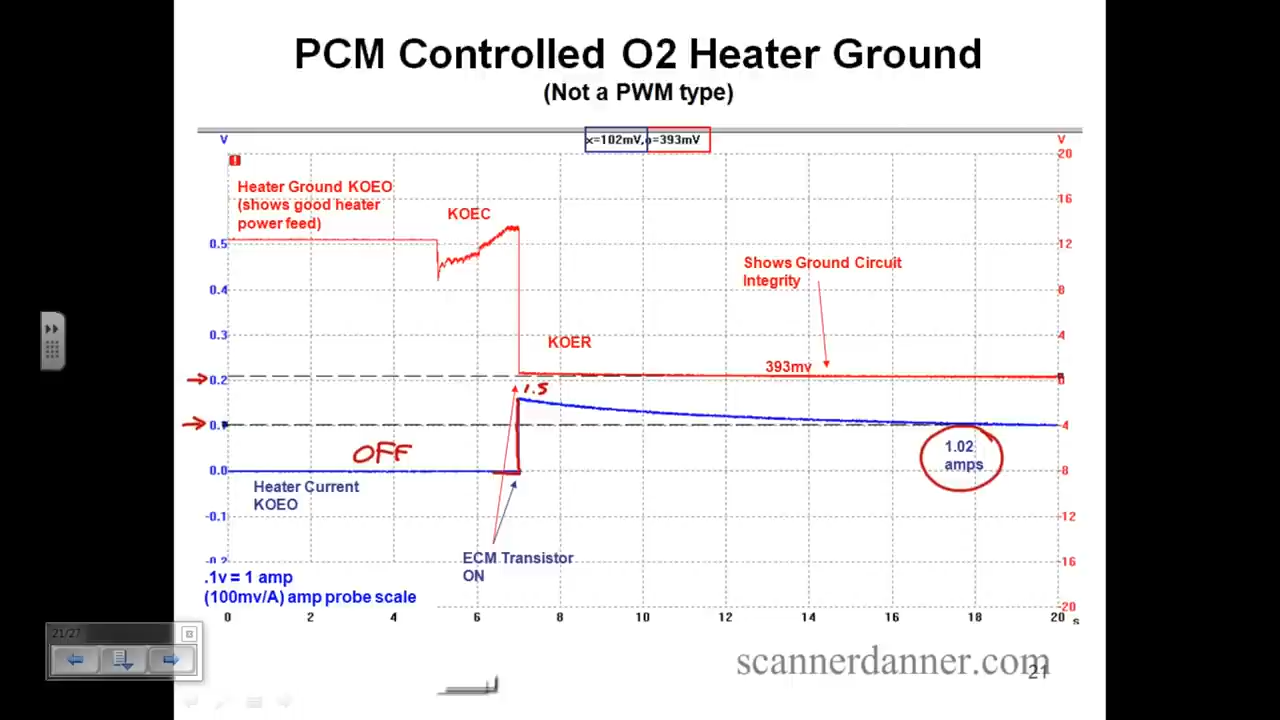 PCM Controlled O2 Heater Ground
(Not a PWM type)
x=102mV,o=393mV
V
V
20
Heater Ground KOEO
(shows good heater
power feed)
KOEC
16
0.5
12
Shows Ground Circuit
Integrity
0.4
8
0.3
4
KOER
393mv
0.2
0
1.5
0.1
-4
OFF
1.02
amps
0.0
-8
Heater Current
KOEO
-0.1
-12
ECM Transistor
ON
-0.2
-16
.1v = 1 amp
(100mv/A) amp probe scale
-20
0 2 4 6 8 10 12 14 16 18 20 s
21/27
scannerdanner.com
21